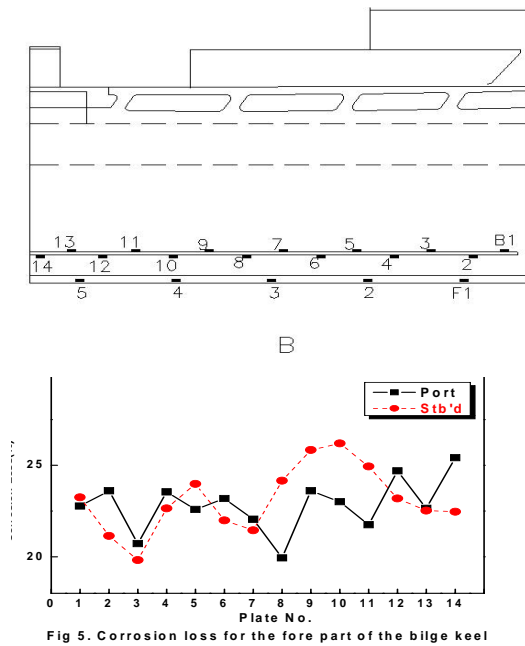 13 11 9 7 5 3 B1
14 12 10 8 6 4 2
5 4 3 2 F1
B
Port
Stb'd
25
20
0 1 2 3 4 5 6 7 8 9 10 11 12 13 14
Plate No.
Fig 5. Corrosion loss for the fore part of the bilge keel